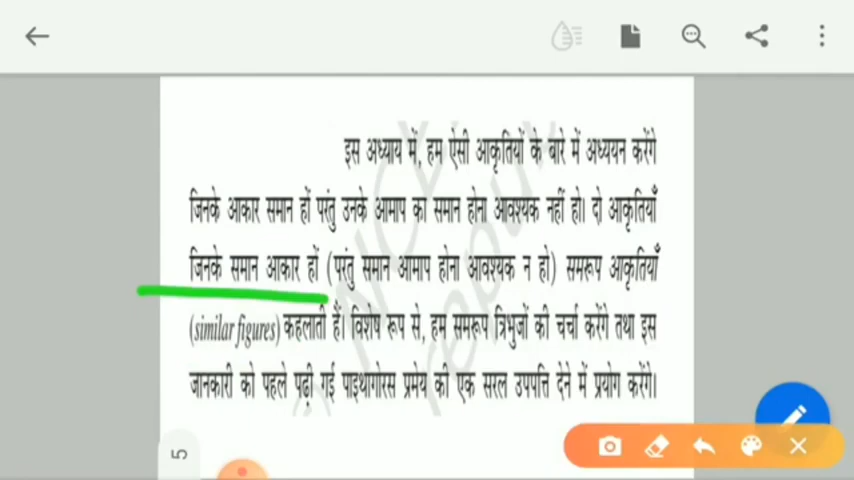 इस अध्याय में, हम ऐसी आकृतियों के बारे में अध्ययन करेंगे
जिनके आकार समान हों परंतु उनके आमाप का समान होना आवश्यक नहीं हो। दो आकृतियाँ
जिनके समान आकार हों (परंतु समान आमाप होना आवश्यक न हो) समरूप आकृतियाँ
(similar figures) कहलाती हैं। विशेष रूप से, हम समरूप त्रिभुजों की चर्चा करेंगे तथा इस
जानकारी को पहले पढ़ी गई पाइथागोरस प्रमेय की एक सरल उपपत्ति देने में प्रयोग करेंगे।
5